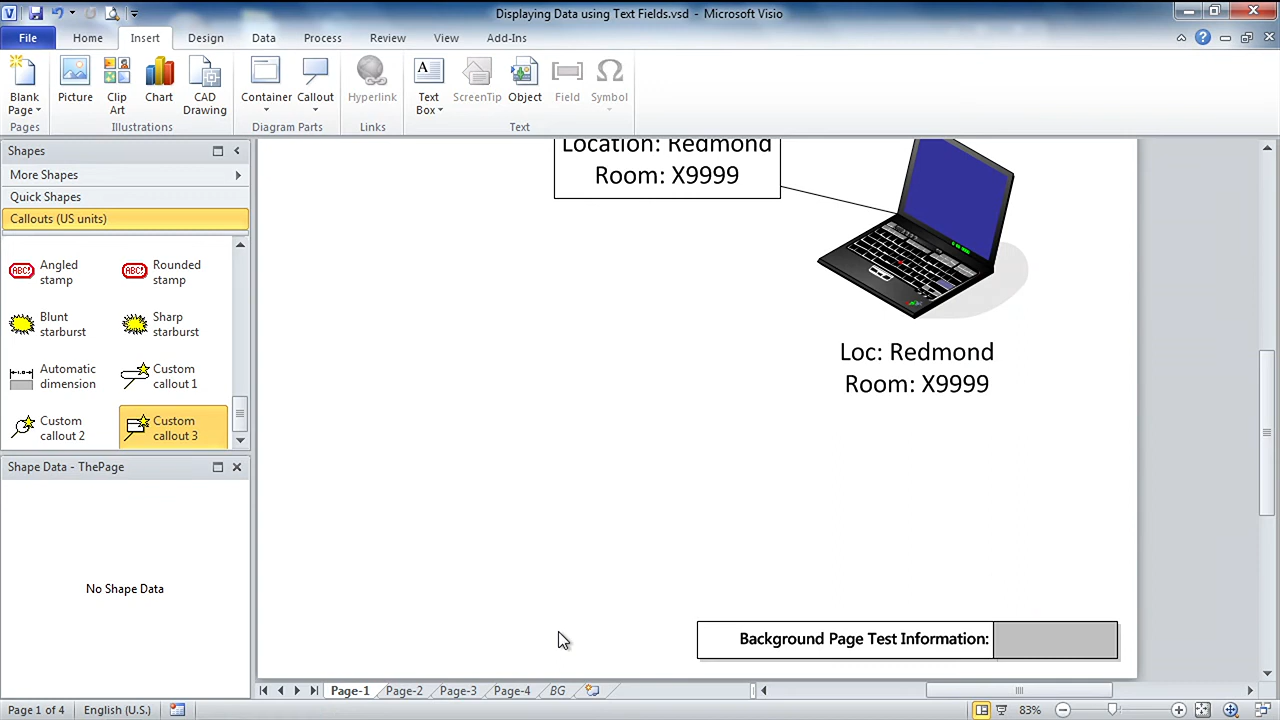 Displaying Data using Text Fields.vsd - Microsoft Visio
File
Home
Insert
Design
Data
Process
Review
View
Add-Ins
Blank Page
Picture
Clip Art
Chart
CAD Drawing
Container
Callout
Hyperlink
Text Box
ScreenTip
Object
Field
Symbol
Pages
Illustrations
Diagram Parts
Links
Text
Shapes
More Shapes
Quick Shapes
Callouts (US units)
Angled stamp
Rounded stamp
Blunt starburst
Sharp starburst
Automatic dimension
Custom callout 1
Custom callout 2
Custom callout 3
Shape Data - ThePage
No Shape Data
Location: Redmond
Room: X9999
Loc: Redmond
Room: X9999
Background Page Test Information:
Page-1
Page-2
Page-3
Page-4
BG
Page 1 of 4
English (U.S.)
83%